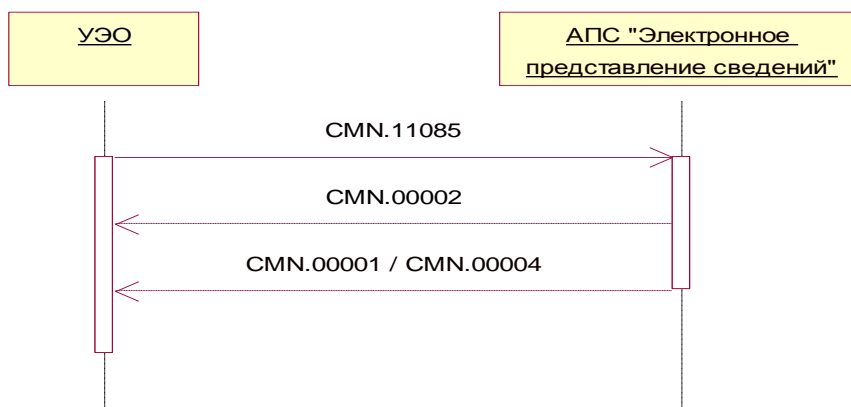 УЭО
АПС "Электронное
представление сведений"
CMN.11085
CMN.00002
CMN.00001 / CMN.00004